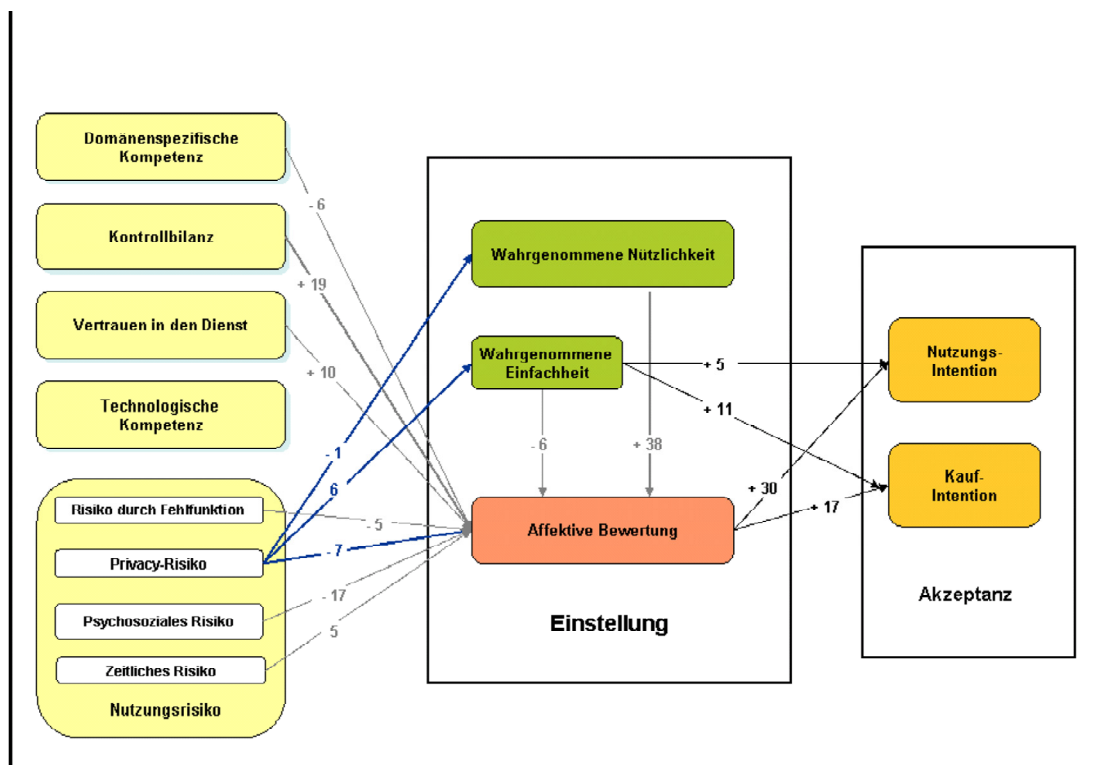 Domänenspezifische
Kompetenz
Kontrollbilanz
Vertrauen in den Dienst
Technologische
Kompetenz
Risiko durch Fehlfunktion
Privacy-Risiko
Psychosoziales Risiko
Zeitliches Risiko
Nutzungsrisiko
- 6
+ 19
+ 10
- 1
6
- 5
- 7
- 17
5
Wahrgenommene Nützlichkeit
Wahrgenommene
Einfachheit
- 6
+ 38
Affektive Bewertung
Einstellung
+ 5
+ 11
+ 30
+ 17
Nutzungs-
Intention
Kauf-
Intention
Akzeptanz